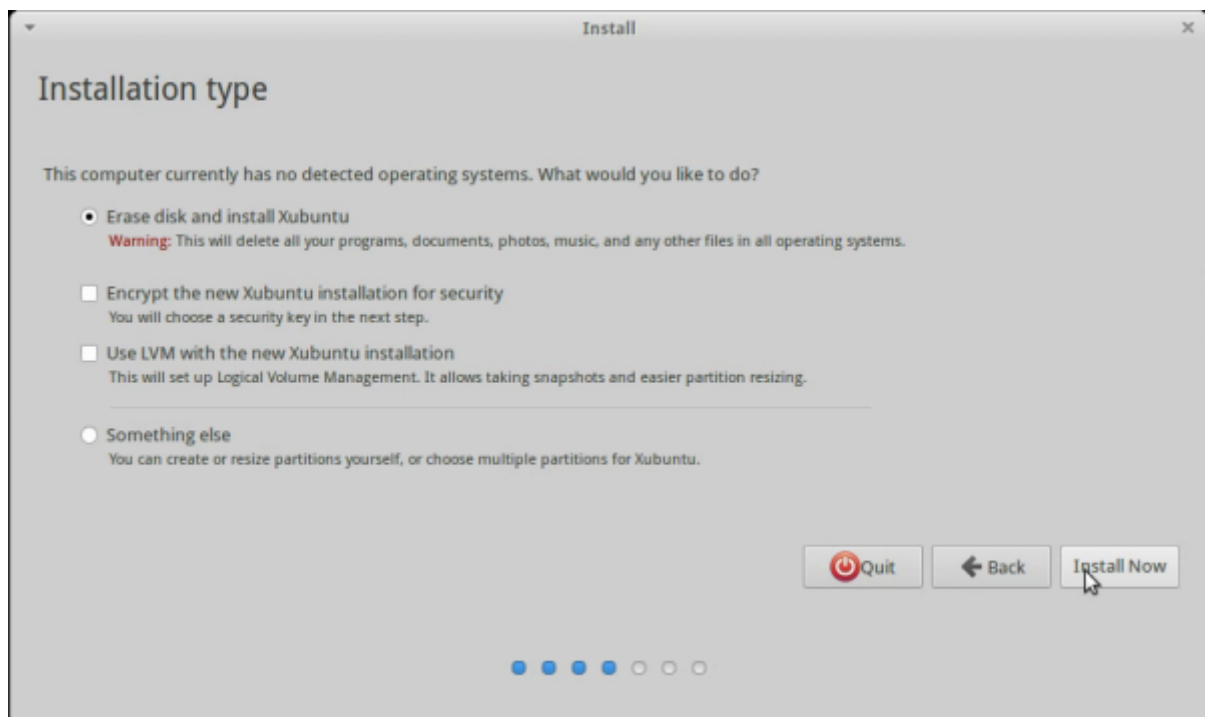 Install
Installation type
This computer currently has no detected operating systems. What would you like to do?
Erase disk and install Xubuntu
Warning: This will delete all your programs, documents, photos, music, and any other files in all operating systems.
Encrypt the new Xubuntu installation for security
You will choose a security key in the next step.
Use LVM with the new Xubuntu installation
This will set up Logical Volume Management. It allows taking snapshots and easier partition resizing.
Something else
You can create or resize partitions yourself, or choose multiple partitions for Xubuntu.
Quit Back Install Now